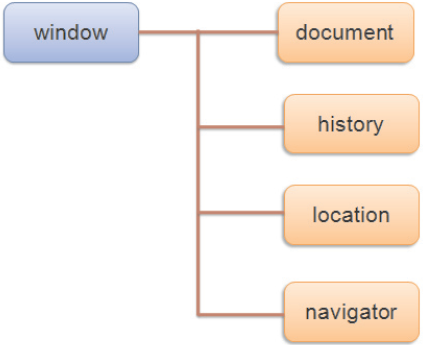 window
document
history
location
navigator